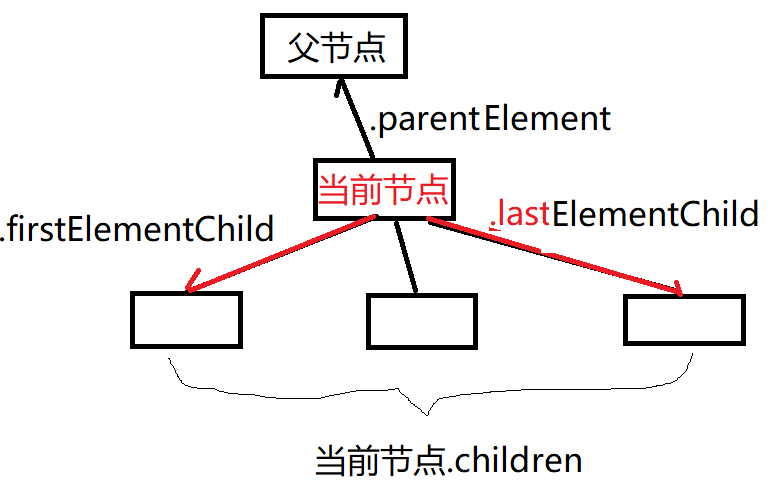 父节点
.parentElement
当前节点
.lastElementChild
.firstElementChild
当前节点.children